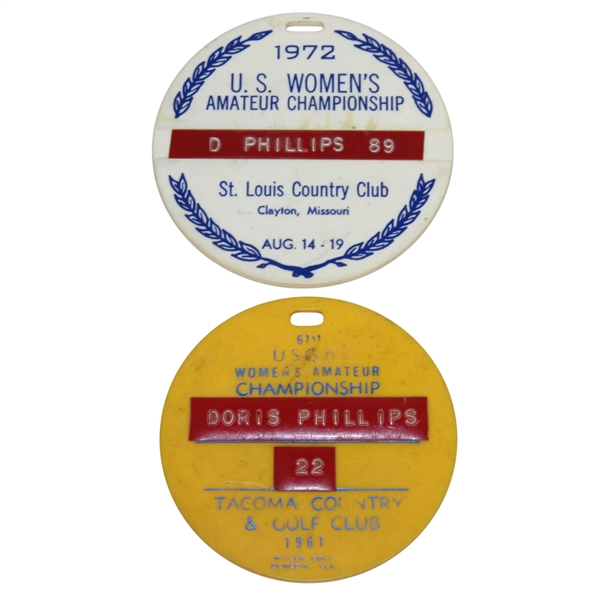 1972
U. S. WOMEN'S
AMATEUR CHAMPIONSHIP
D PHILLIPS 89
St. Louis Country Club
Clayton, Missouri
AUG. 14 - 19
61st
WOMEN'S AMATEUR
CHAMPIONSHIP
DORIS PHILLIPS
22
TACOMA COUNTRY
& GOLF CLUB
1961